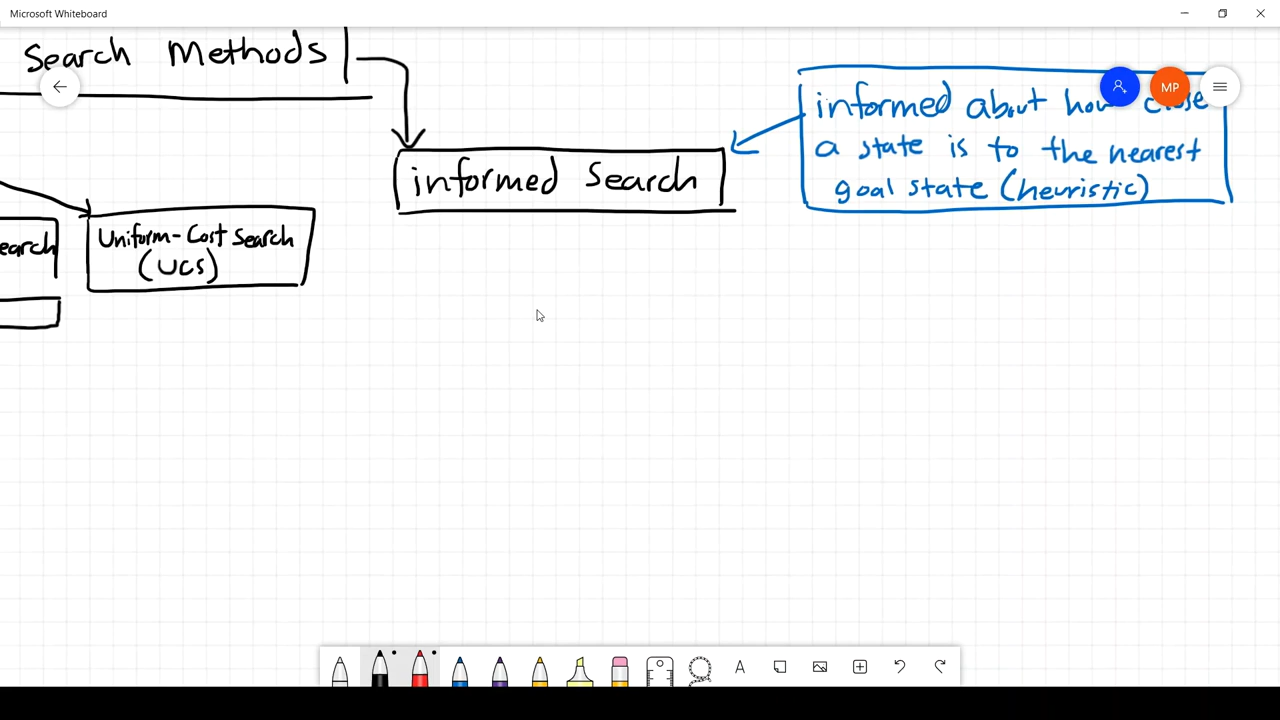 Microsoft Whiteboard
Search Methods
MP
informed about how close
a state is to the nearest
goal state (heuristic)
informed Search
earch
Uniform-Cost Search
(UCS)
A